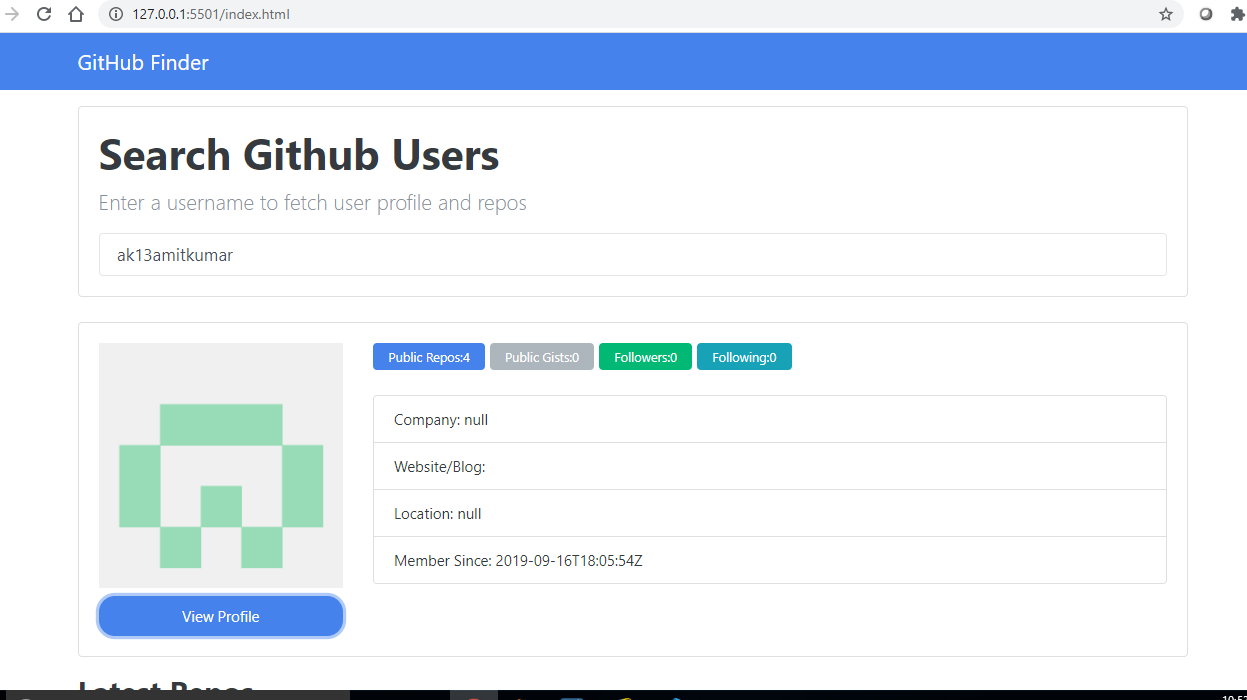 127.0.0.1:5501/index.html
GitHub Finder
Search Github Users
Enter a username to fetch user profile and repos
ak13amitkumar
Public Repos:4 Public Gists:0 Followers:0 Following:0
Company: null
Website/Blog:
Location: null
Member Since: 2019-09-16T18:05:54Z
View Profile
Latest Repos